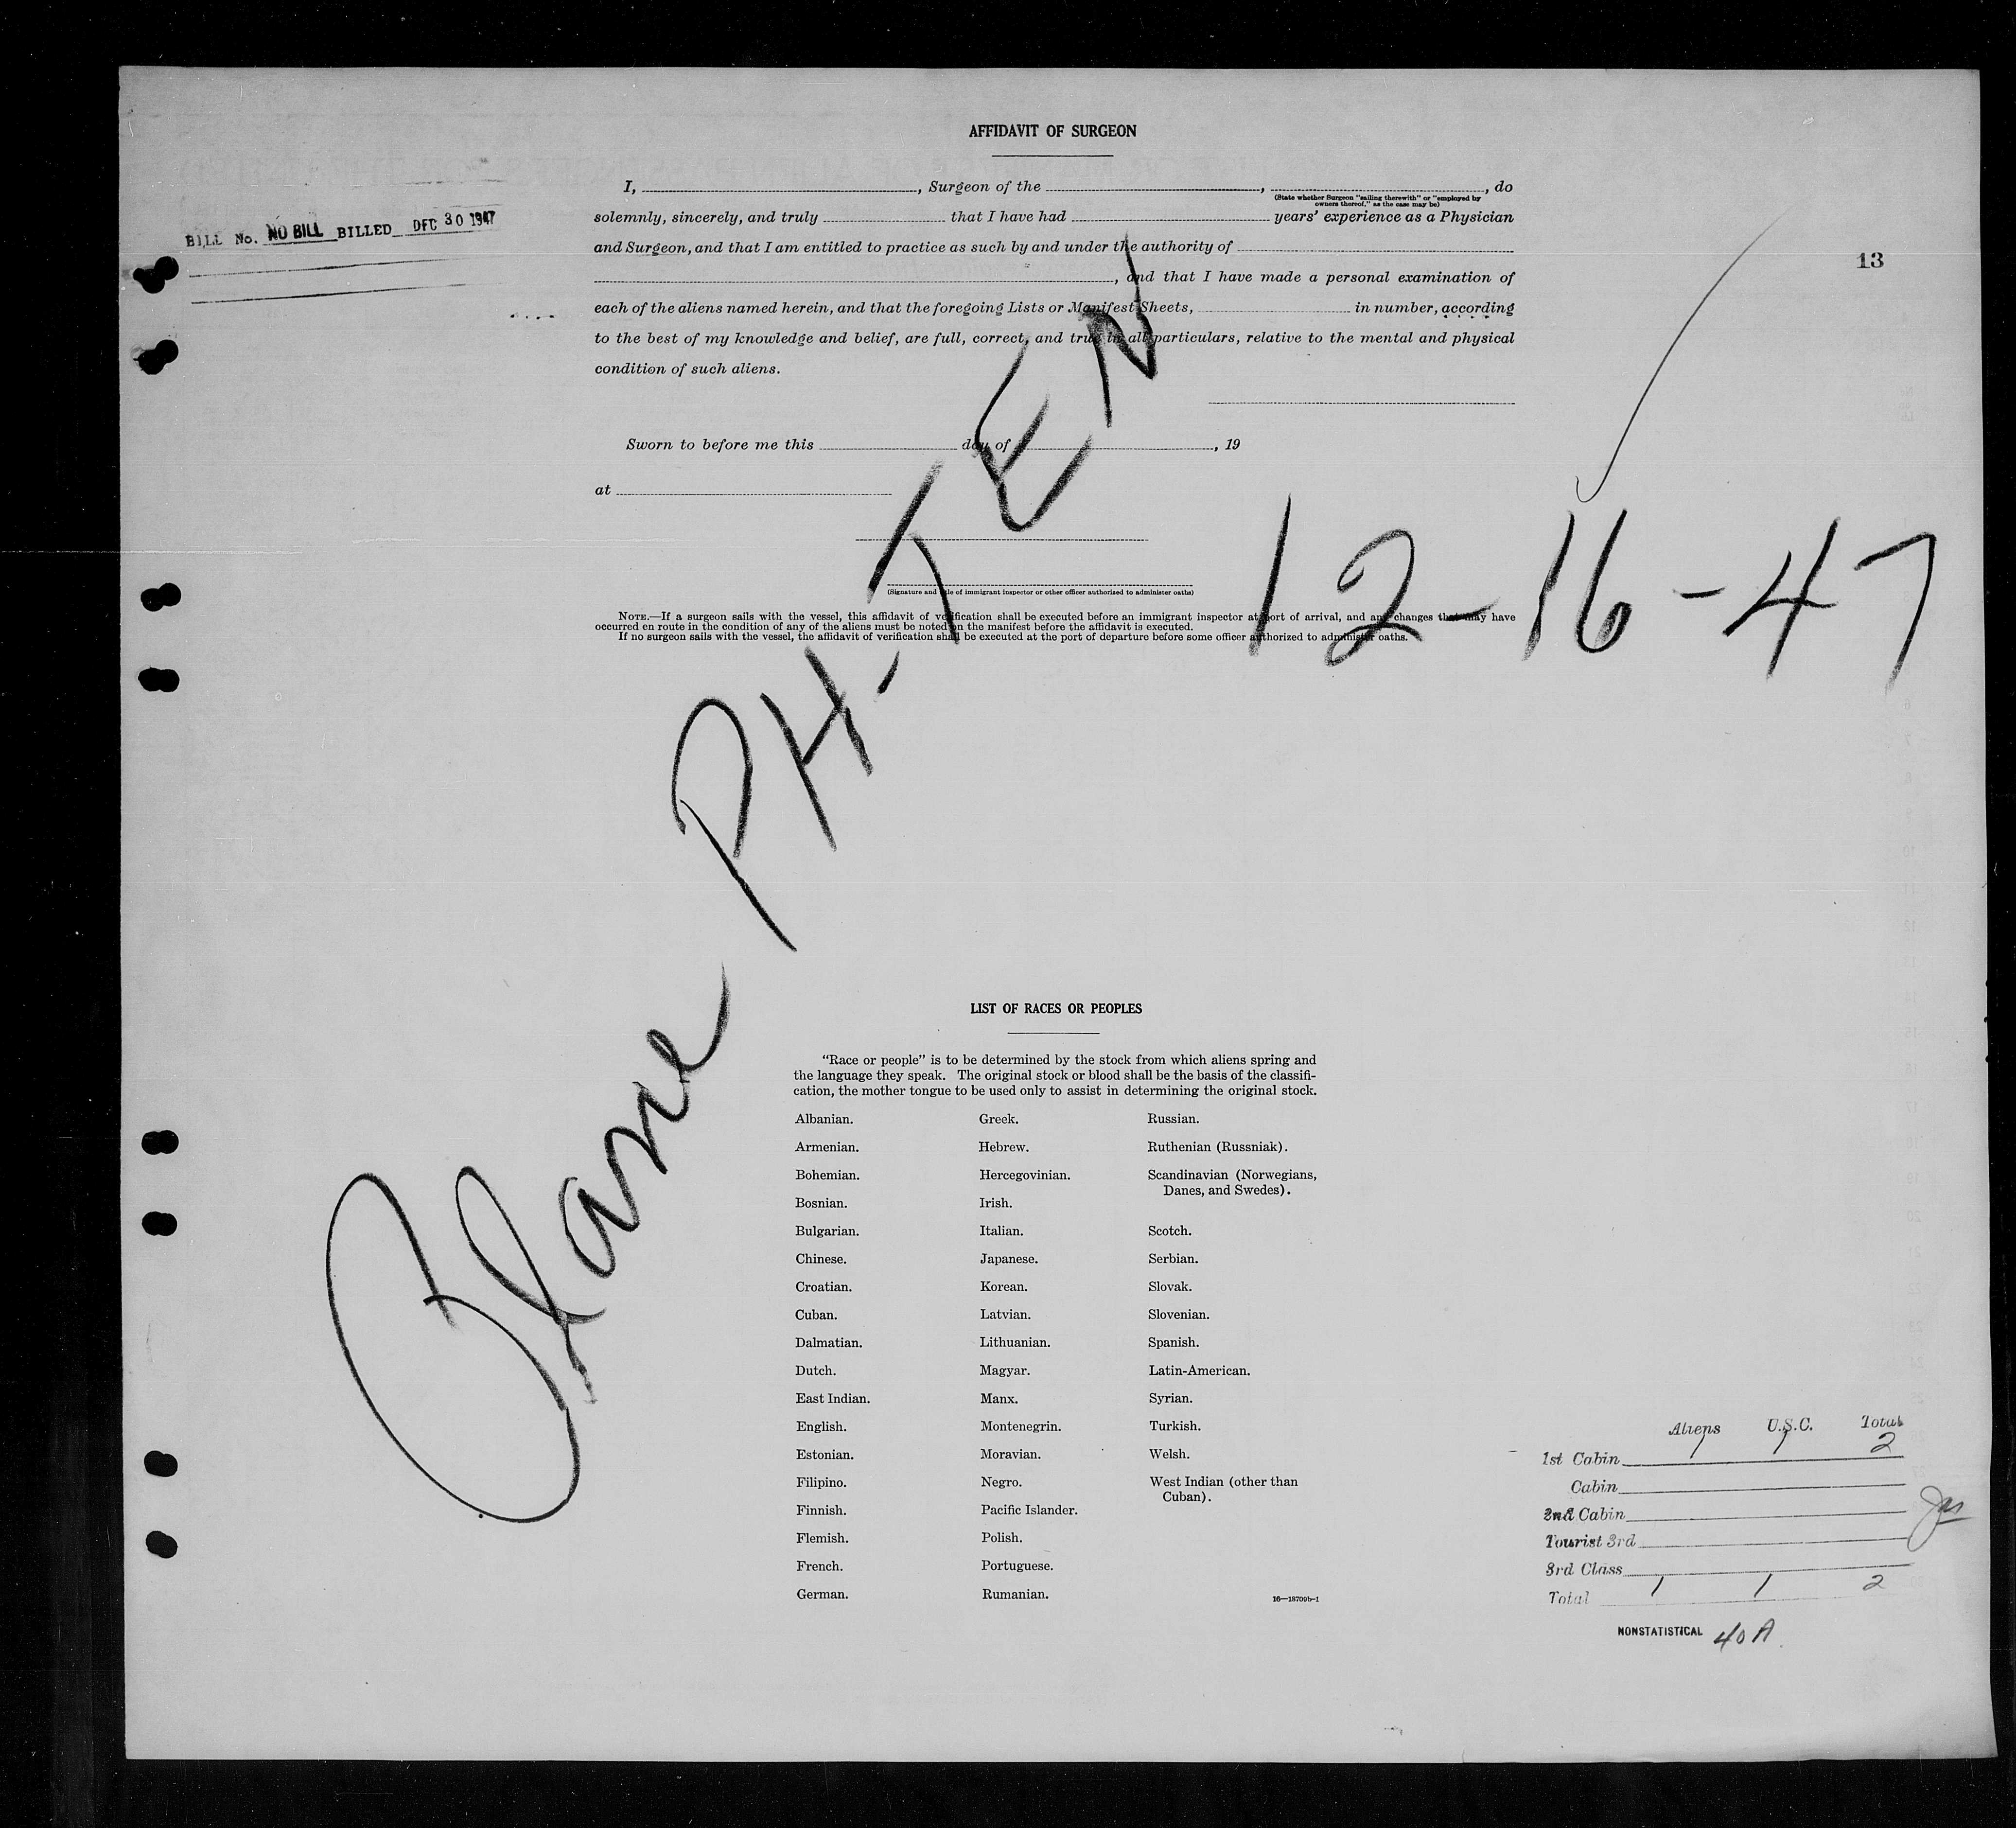 AFFIDAVIT OF SURGEON
I, , Surgeon of the , , do
(State whether Surgeon "sailing therewith" or "employed by
owners thereof," as the case may be)
solemnly, sincerely, and truly that I have had years' experience as a Physician
and Surgeon, and that I am entitled to practice as such by and under the authority of
, and that I have made a personal examination of
each of the aliens named herein, and that the foregoing Lists or Manifest Sheets, in number, according
to the best of my knowledge and belief, are full, correct, and true in all particulars, relative to the mental and physical
condition of such aliens.
BILL No. NO BILL BILLED DEC 30 1947
13
Sworn to before me this day of , 19
at
(Signature and title of immigrant inspector or other officer authorized to administer oaths)
NOTE.—If a surgeon sails with the vessel, this affidavit of verification shall be executed before an immigrant inspector at port of arrival, and any changes that may have
occurred en route in the condition of any of the aliens must be noted on the manifest before the affidavit is executed.
If no surgeon sails with the vessel, the affidavit of verification shall be executed at the port of departure before some officer authorized to administer oaths.
Plane PH-TEN
12-16-47
LIST OF RACES OR PEOPLES
"Race or people" is to be determined by the stock from which aliens spring and
the language they speak. The original stock or blood shall be the basis of the classifi-
cation, the mother tongue to be used only to assist in determining the original stock.
Albanian. Greek. Russian.
Armenian. Hebrew. Ruthenian (Russniak).
Bohemian. Hercegovinian. Scandinavian (Norwegians,
Danes, and Swedes).
Bosnian. Irish.
Bulgarian. Italian. Scotch.
Chinese. Japanese. Serbian.
Croatian. Korean. Slovak.
Cuban. Latvian. Slovenian.
Dalmatian. Lithuanian. Spanish.
Dutch. Magyar. Latin-American.
East Indian. Manx. Syrian.
English. Montenegrin. Turkish.
Estonian. Moravian. Welsh.
Filipino. Negro. West Indian (other than
Cuban).
Finnish. Pacific Islander.
Flemish. Polish.
French. Portuguese.
German. Rumanian.
16—18709b-1
Aliens U.S.C. Total
1st Cabin 1 1 2
Cabin
2nd Cabin
Tourist 3rd
3rd Class
Total 1 1 2
NONSTATISTICAL 40A